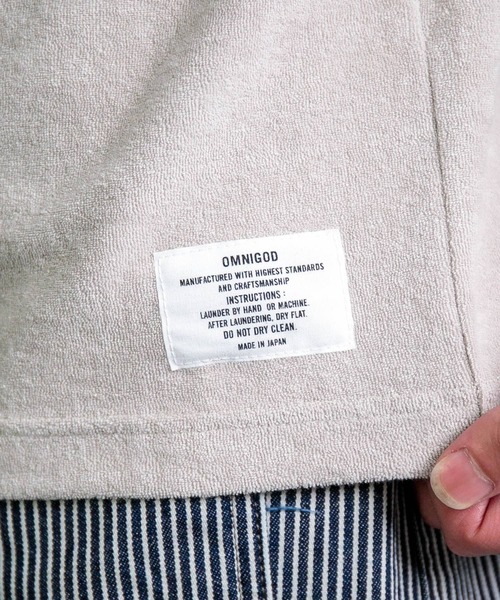 OMNIGOD
MANUFACTURED WITH HIGHEST STANDARDS
AND CRAFTSMANSHIP
INSTRUCTIONS :
LAUNDER BY HAND OR MACHINE.
AFTER LAUNDERING, DRY FLAT.
DO NOT DRY CLEAN.
MADE IN JAPAN